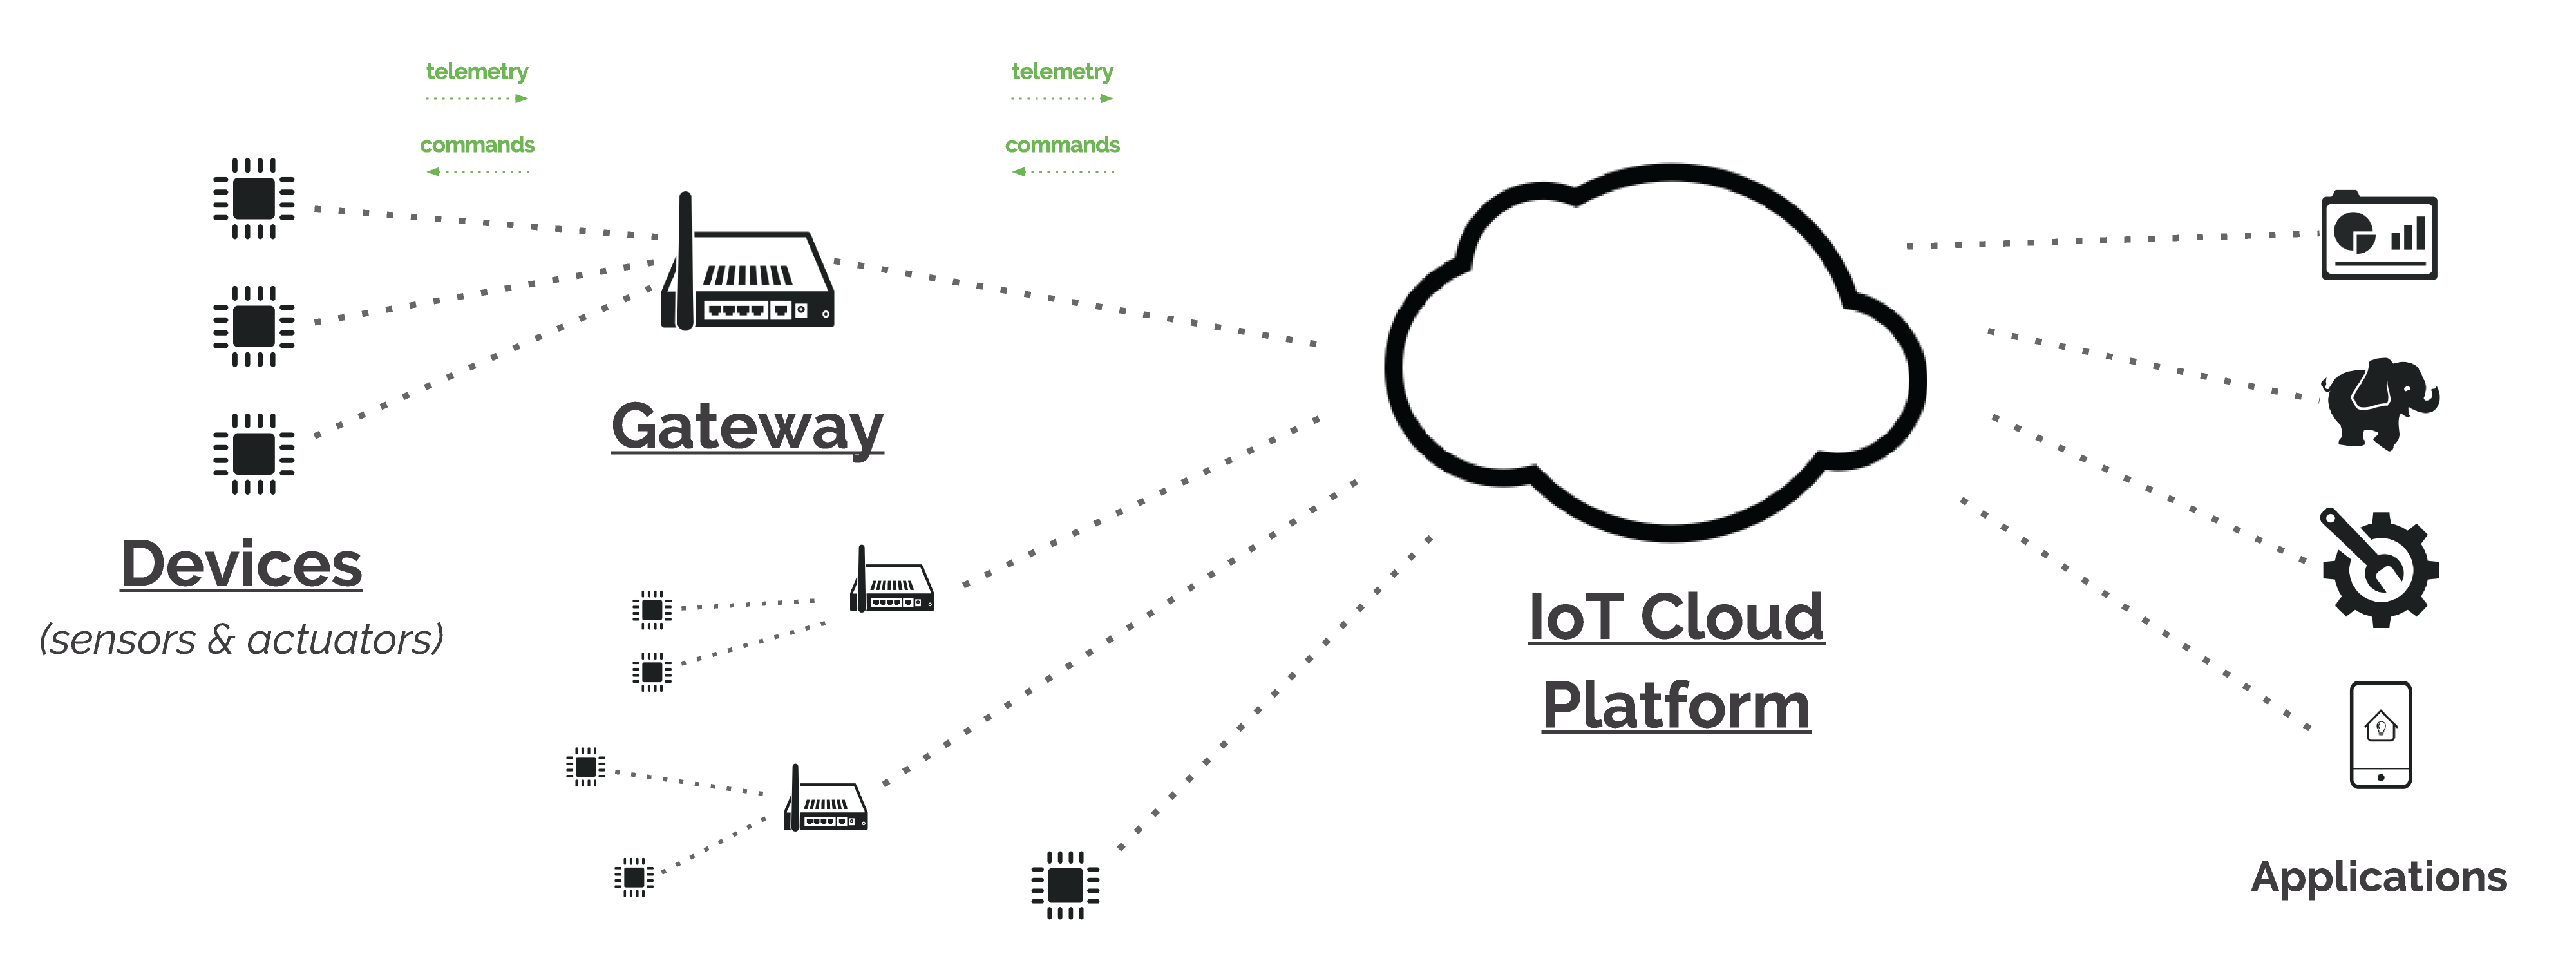 telemetry
telemetry
commands
commands
Gateway
Devices
(sensors & actuators)
IoT Cloud
Platform
Applications